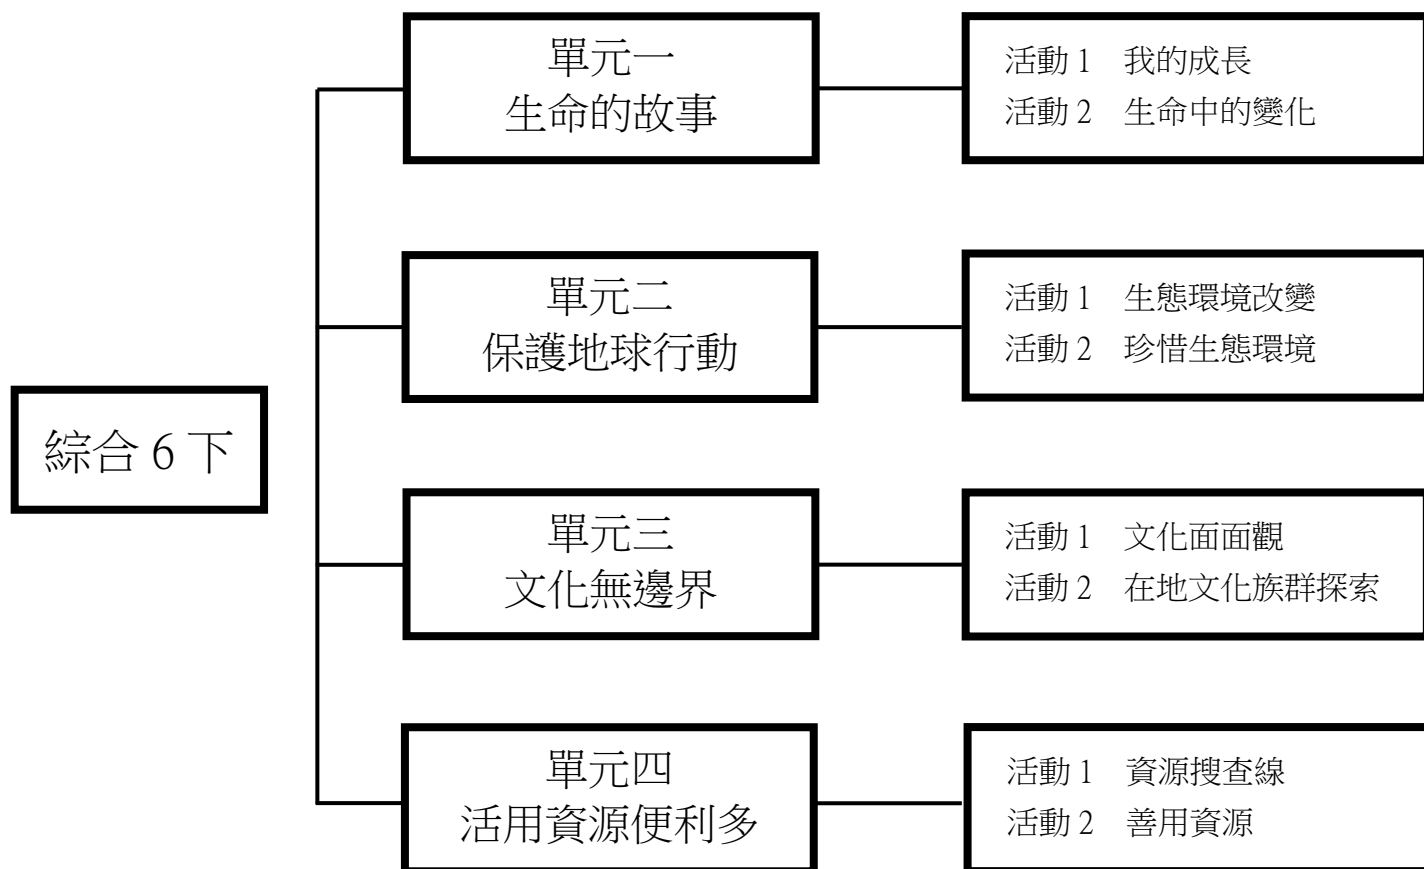 綜合 6 下
單元一
生命的故事
活動 1　我的成長
活動 2　生命中的變化
單元二
保護地球行動
活動 1　生態環境改變
活動 2　珍惜生態環境
單元三
文化無邊界
活動 1　文化面面觀
活動 2　在地文化族群探索
單元四
活用資源便利多
活動 1　資源搜查線
活動 2　善用資源